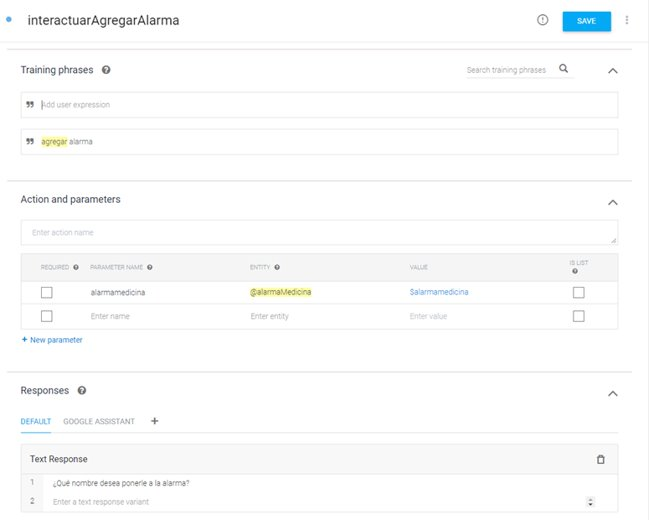 interactuarAgregarAlarma
SAVE
Training phrases
Search training phrases
Add user expression
agregar alarma
Action and parameters
Enter action name
REQUIRED PARAMETER NAME ENTITY VALUE IS LIST
alarmamedicina @alarmaMedicina $alarmamedicina
Enter name Enter entity Enter value
+ New parameter
Responses
DEFAULT GOOGLE ASSISTANT +
Text Response
1 ¿Qué nombre desea ponerle a la alarma?
2 Enter a text response variant